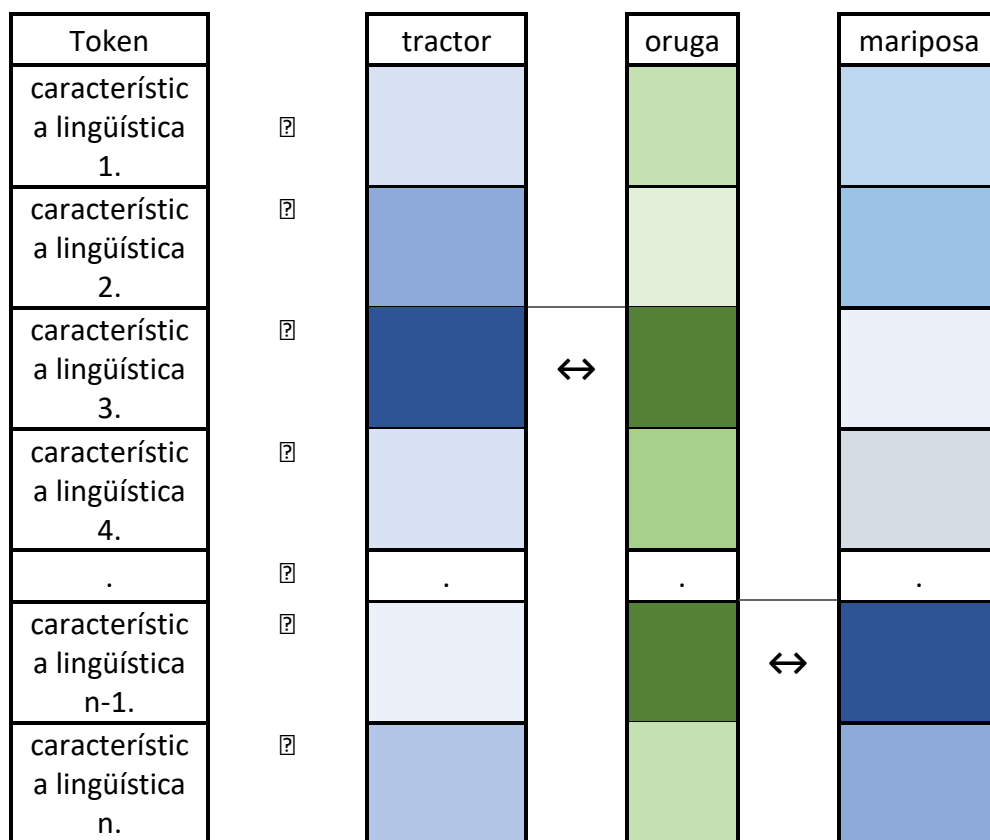 Token tractor oruga mariposa
característic
a lingüística
1.
característic
a lingüística
2.
característic
a lingüística
3.
↔
característic
a lingüística
4.
. . . .
característic
a lingüística
n-1.
↔
característic
a lingüística
n.